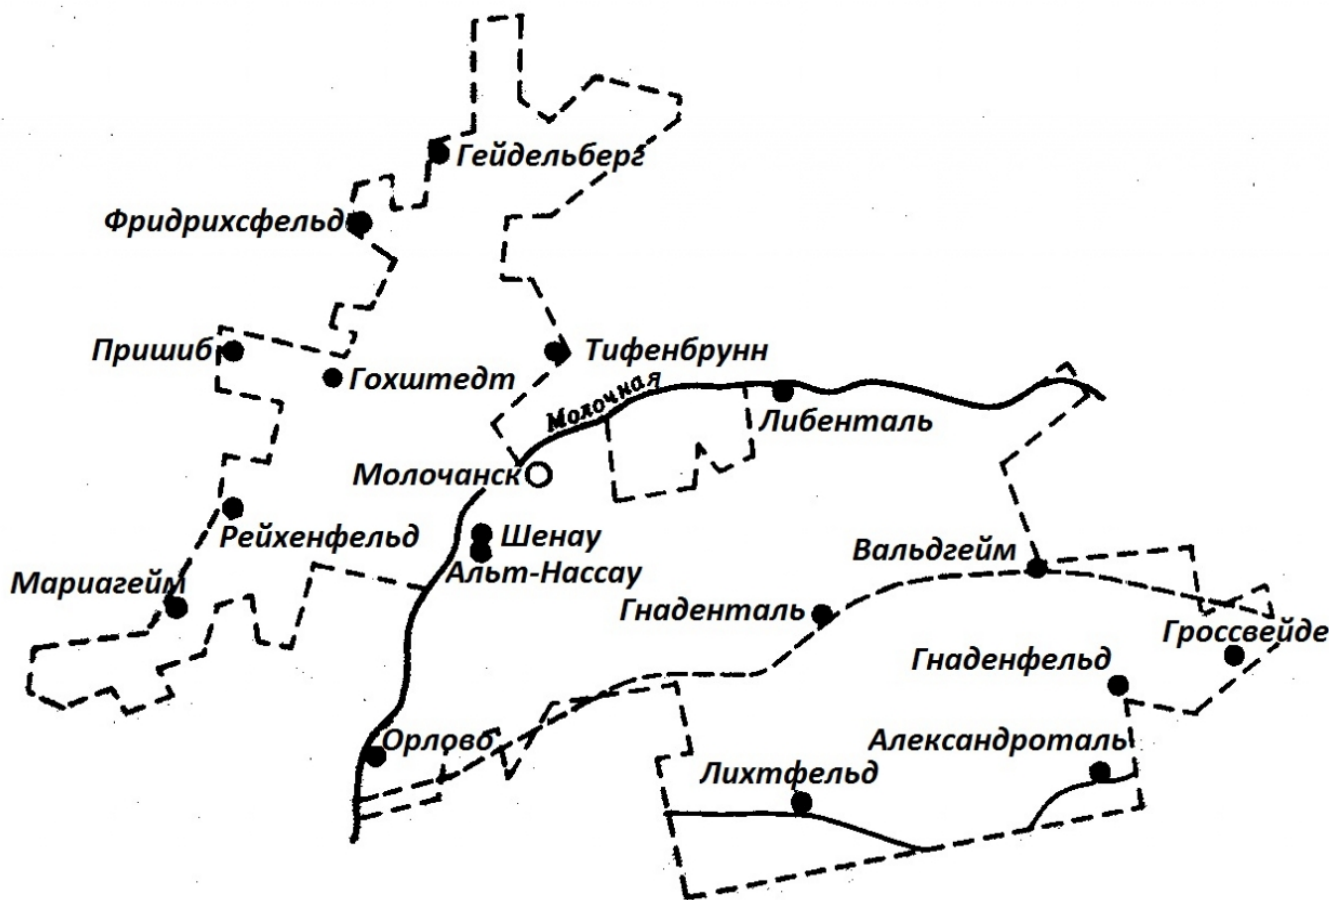 Гейдельберг
Фридрихсфельд
Пришиб
Тифенбрунн
Гохштедт
Молочная
Либенталь
Молочанск
Рейхенфельд
Шенау
Вальдгейм
Альт-Нассау
Мариагейм
Гнаденталь
Гроссвейде
Гнаденфельд
Орлово
Александроталь
Лихтфельд